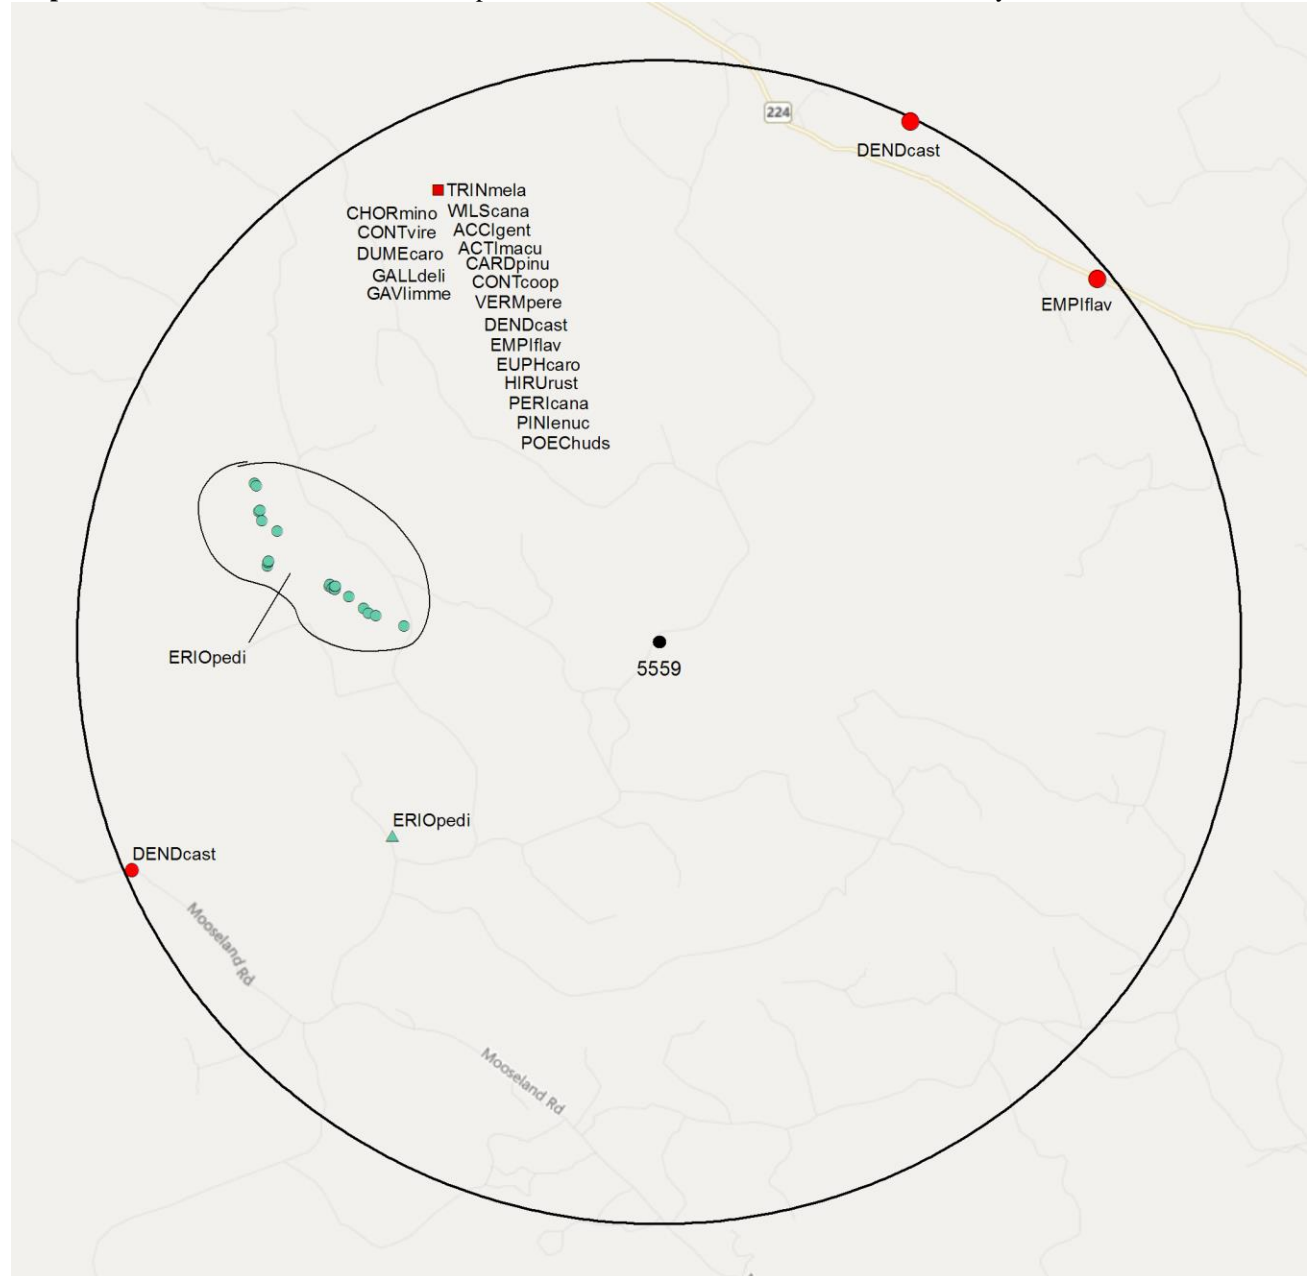 224
DENDcast
TRINmela
CHORmino WILScana
CONTvire ACCIgent
DUMEcaro ACTImacu
CARDpinu
GALLdeli CONTcoop
GAVIimme VERMpere
EMPIflav
DENDcast
EMPIflav
EUPHcaro
HIRUrust
PERIcana
PINIenuc
POEChuds
ERIOpedi
5559
ERIOpedi
DENDcast
Mooseland Rd
Mooseland Rd